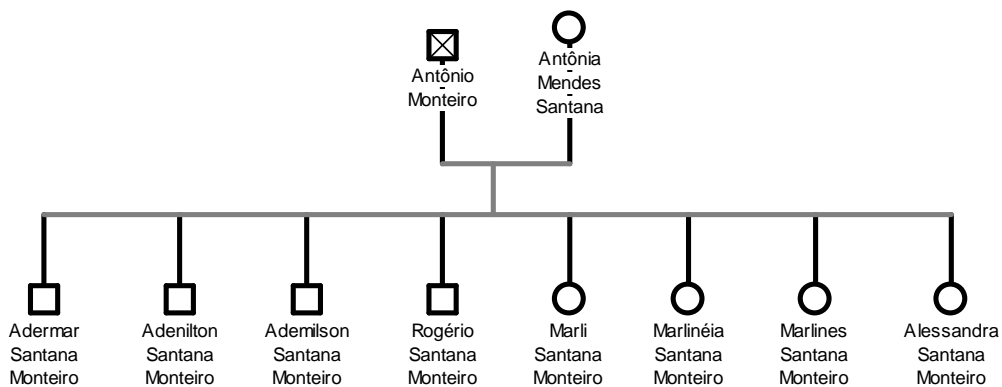 Antônio
Monteiro
Antônia
Mendes
Santana
Adermar
Santana
Monteiro
Adenilton
Santana
Monteiro
Ademilson
Santana
Monteiro
Rogério
Santana
Monteiro
Marli
Santana
Monteiro
Marlinéia
Santana
Monteiro
Marlines
Santana
Monteiro
Alessandra
Santana
Monteiro